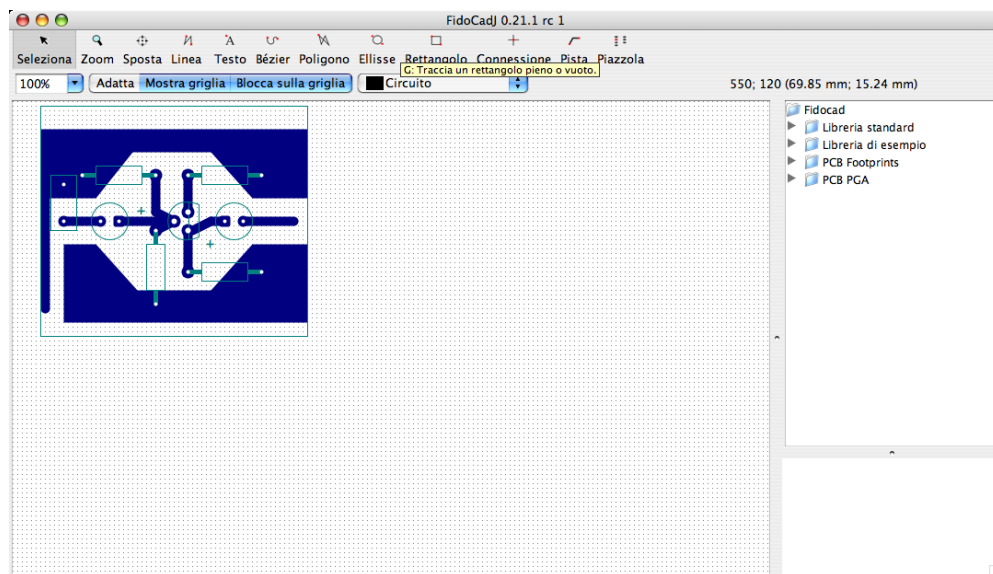 FidoCadJ 0.21.1 rc 1
Seleziona Zoom Sposta Linea Testo Bézier Poligono Ellisse Rettangolo Connessione Pista Piazzola
G: Traccia un rettangolo pieno o vuoto.
100% Adatta Mostra griglia Blocca sulla griglia Circuito 550; 120 (69.85 mm; 15.24 mm)
Fidocad
Libreria standard
Libreria di esempio
PCB Footprints
PCB PGA